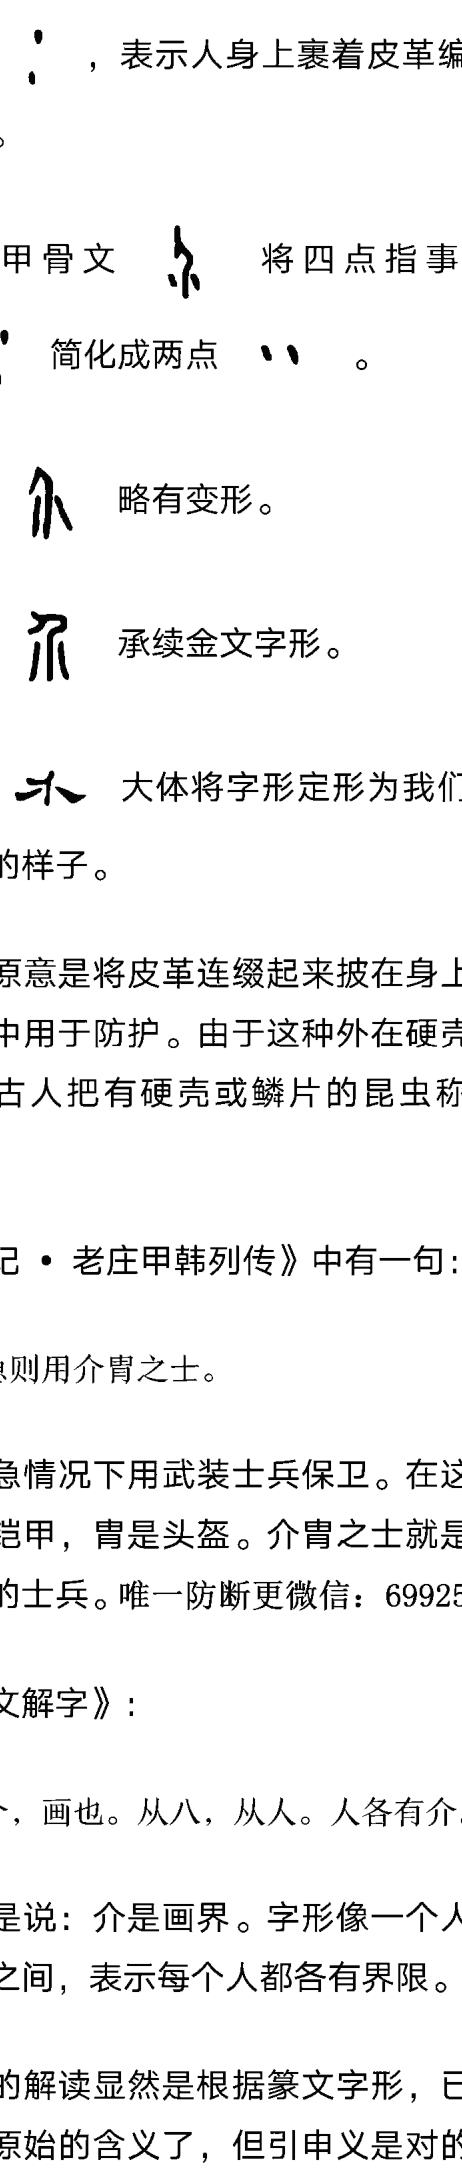 ，表示人身上裹着皮革编
。
甲骨文 将四点指事
简化成两点 。
略有变形。
承续金文字形。
大体将字形定形为我们
的样子。
原意是将皮革连缀起来披在身上
中用于防护。由于这种外在硬壳
古人把有硬壳或鳞片的昆虫称
记 • 老庄甲韩列传》中有一句：
急则用介胄之士。
急情况下用武装士兵保卫。在这
铠甲，胄是头盔。介胄之士就是
的士兵。唯一防断更微信：69925
文解字》：
介，画也。从八，从人。人各有介。
是说：介是画界。字形像一个人
之间，表示每个人都各有界限。
的解读显然是根据篆文字形，已
原始的含义了，但引申义是对的